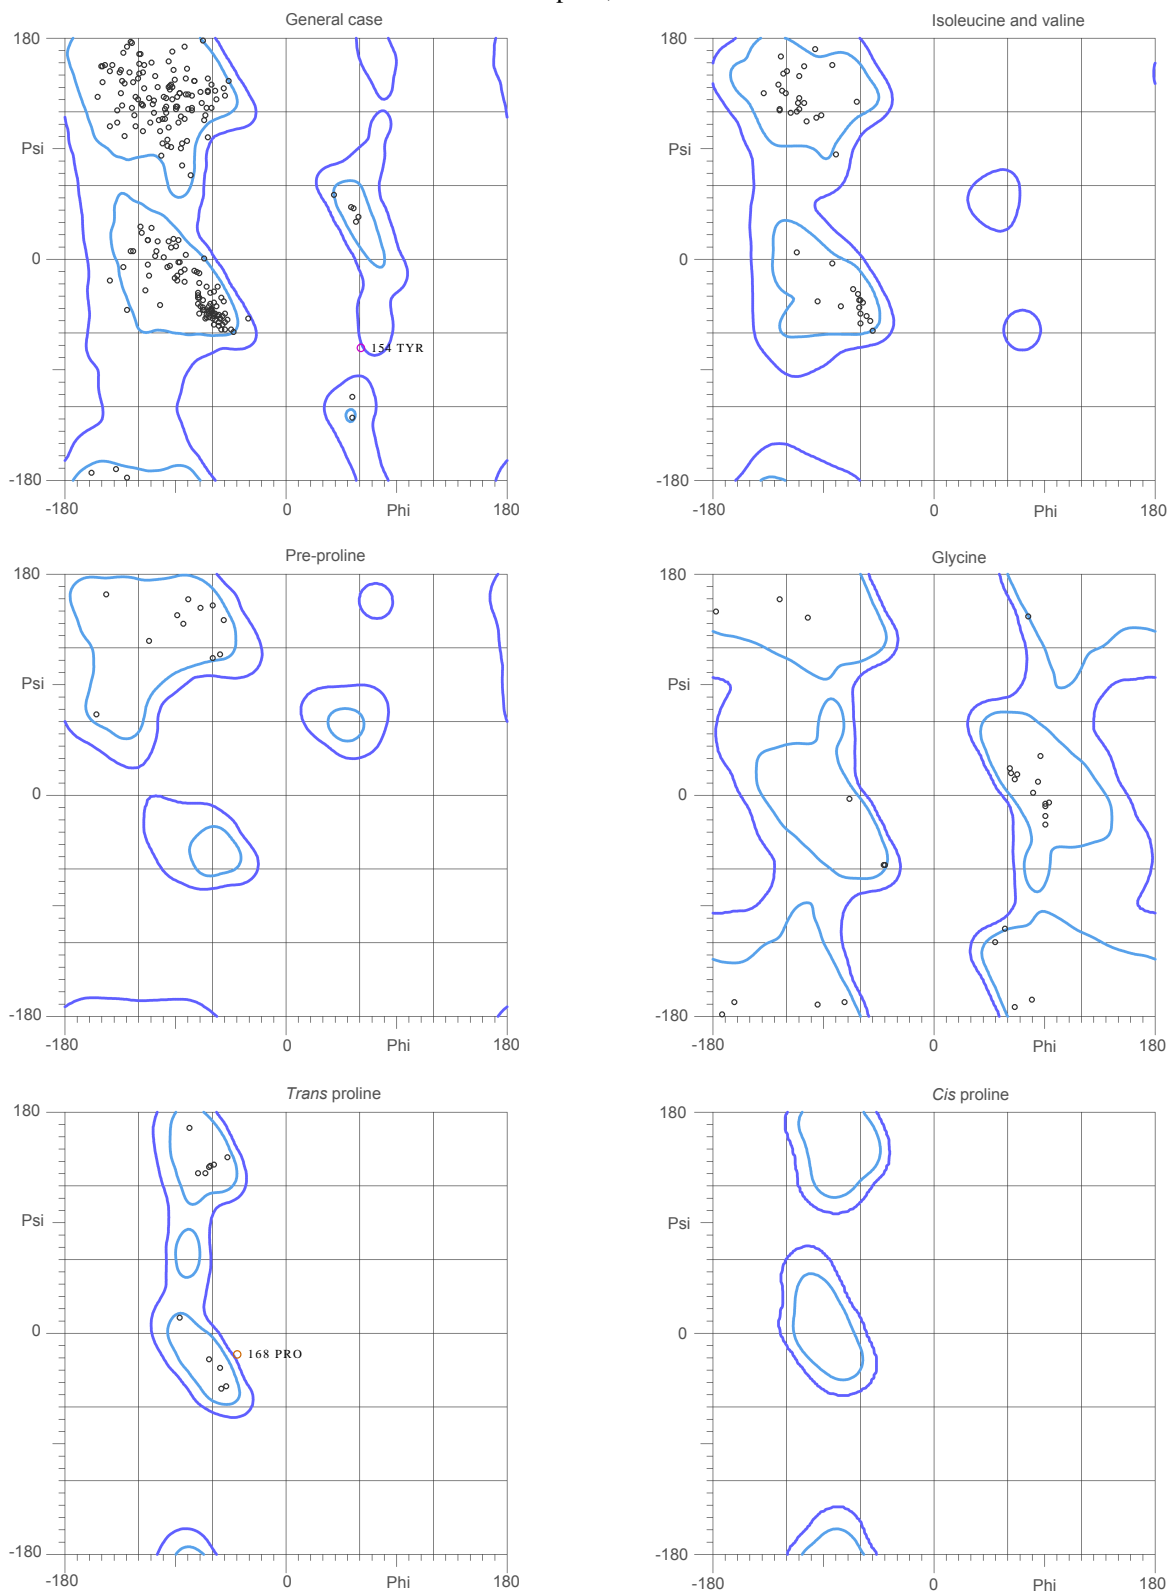 General case
180
Psi
0
-180
-180
0
Phi
180
154 TYR
Isoleucine and valine
180
Psi
0
-180
-180
0
Phi
180
Pre-proline
180
Psi
0
-180
-180
0
Phi
180
Glycine
180
Psi
0
-180
-180
0
Phi
180
Trans proline
180
Psi
0
-180
-180
0
Phi
180
168 PRO
Cis proline
180
Psi
0
-180
-180
0
Phi
180